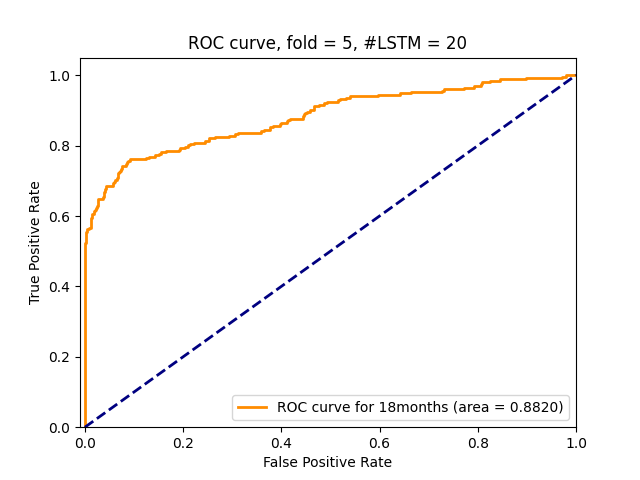 ROC curve, fold = 5, #LSTM = 20
1.0
0.8
0.6
0.4
0.2
0.0
True Positive Rate
ROC curve for 18months (area = 0.8820)
0.0 0.2 0.4 0.6 0.8 1.0
False Positive Rate